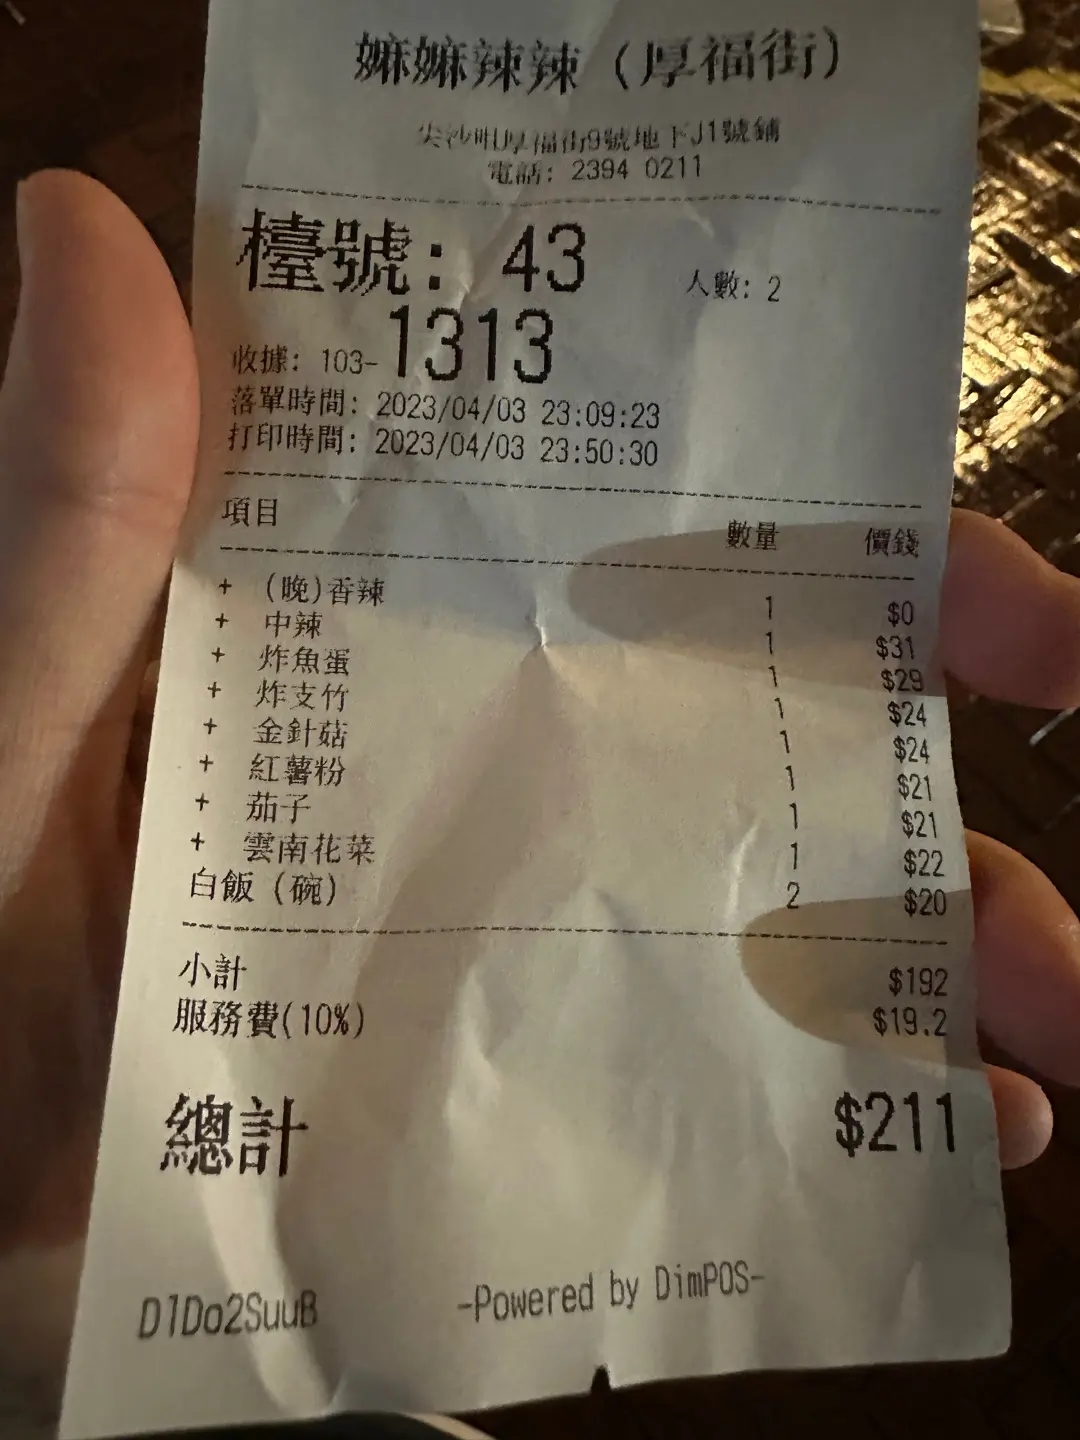 嫲嫲辣辣（厚福街）
尖沙咀厚福街9號地下J1號鋪
電話: 2394 0211
檯號: 43 人數: 2
收據: 103-1313
落單時間: 2023/04/03 23:09:23
打印時間: 2023/04/03 23:50:30
項目 數量 價錢
+ (晚)香辣 1 $0
+ 中辣 1 $31
+ 炸魚蛋 1 $29
+ 炸支竹 1 $24
+ 金針菇 1 $24
+ 紅薯粉 1 $21
+ 茄子 1 $21
+ 雲南花菜 1 $22
白飯 (碗) 2 $20
小計 $192
服務費(10%) $19.2
總計 $211
D1Do2SuuB -Powered by DimPOS-